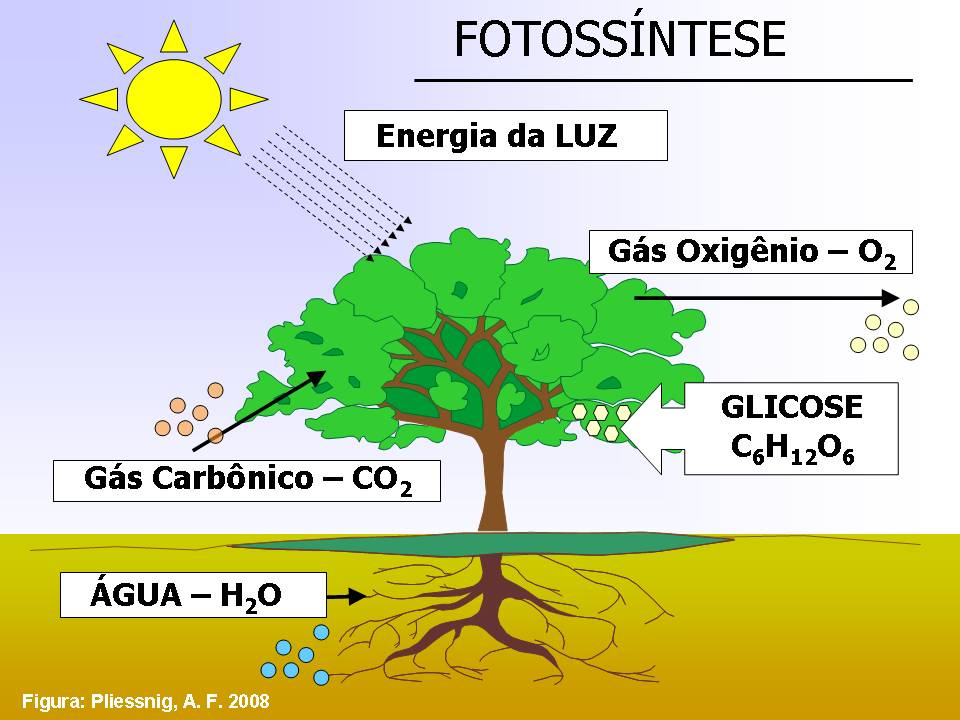 FOTOSSÍNTESE
Energia da LUZ
Gás Oxigênio – O₂
GLICOSE
C₆H₁₂O₆
Gás Carbônico – CO₂
ÁGUA – H₂O
Figura: Pliessnig, A. F. 2008